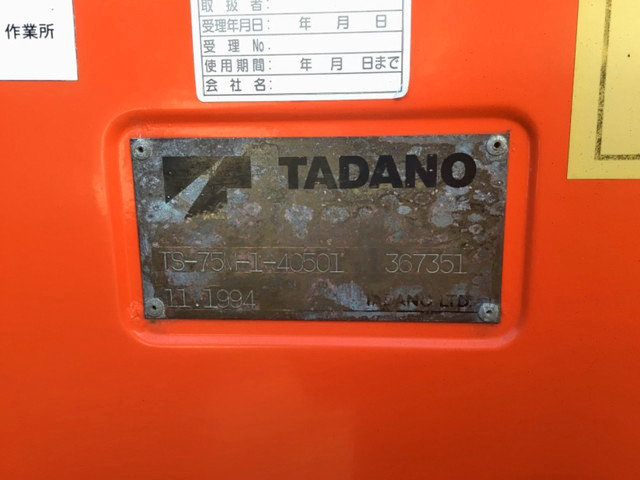 作業所
取扱者:
受理年月日: 年 月 日
受理 No.
使用期間: 年 月 日まで
会社名:
TADANO
TS-75M-1-40501 367351
11.1994
TADANO LTD.